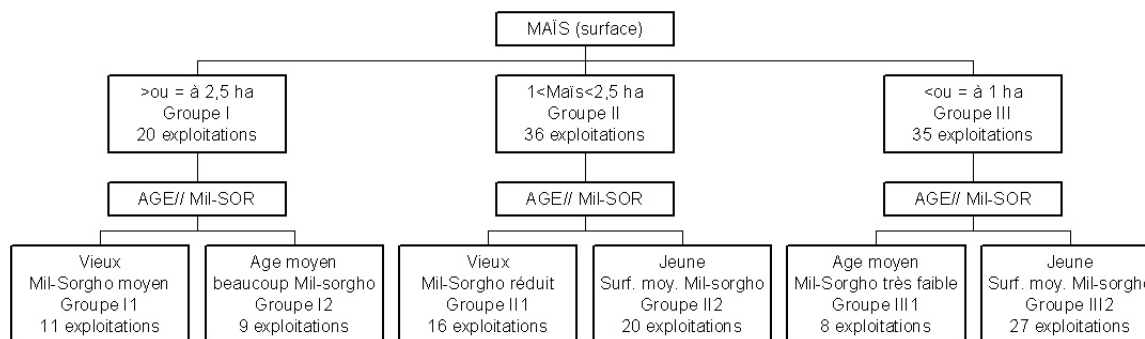 MAÏS (surface)
>ou = à 2,5 ha
Groupe I
20 exploitations
1<Maïs<2,5 ha
Groupe II
36 exploitations
<ou = à 1 ha
Groupe III
35 exploitations
AGE// Mil-SOR
AGE// Mil-SOR
AGE// Mil-SOR
Vieux
Mil-Sorgho moyen
Groupe I1
11 exploitations
Age moyen
beaucoup Mil-sorgho
Groupe I2
9 exploitations
Vieux
Mil-Sorgho réduit
Groupe II1
16 exploitations
Jeune
Surf. moy. Mil-sorgho
Groupe II2
20 exploitations
Age moyen
Mil-Sorgho très faible
Groupe III1
8 exploitations
Jeune
Surf. moy. Mil-sorgho
Groupe III2
27 exploitations